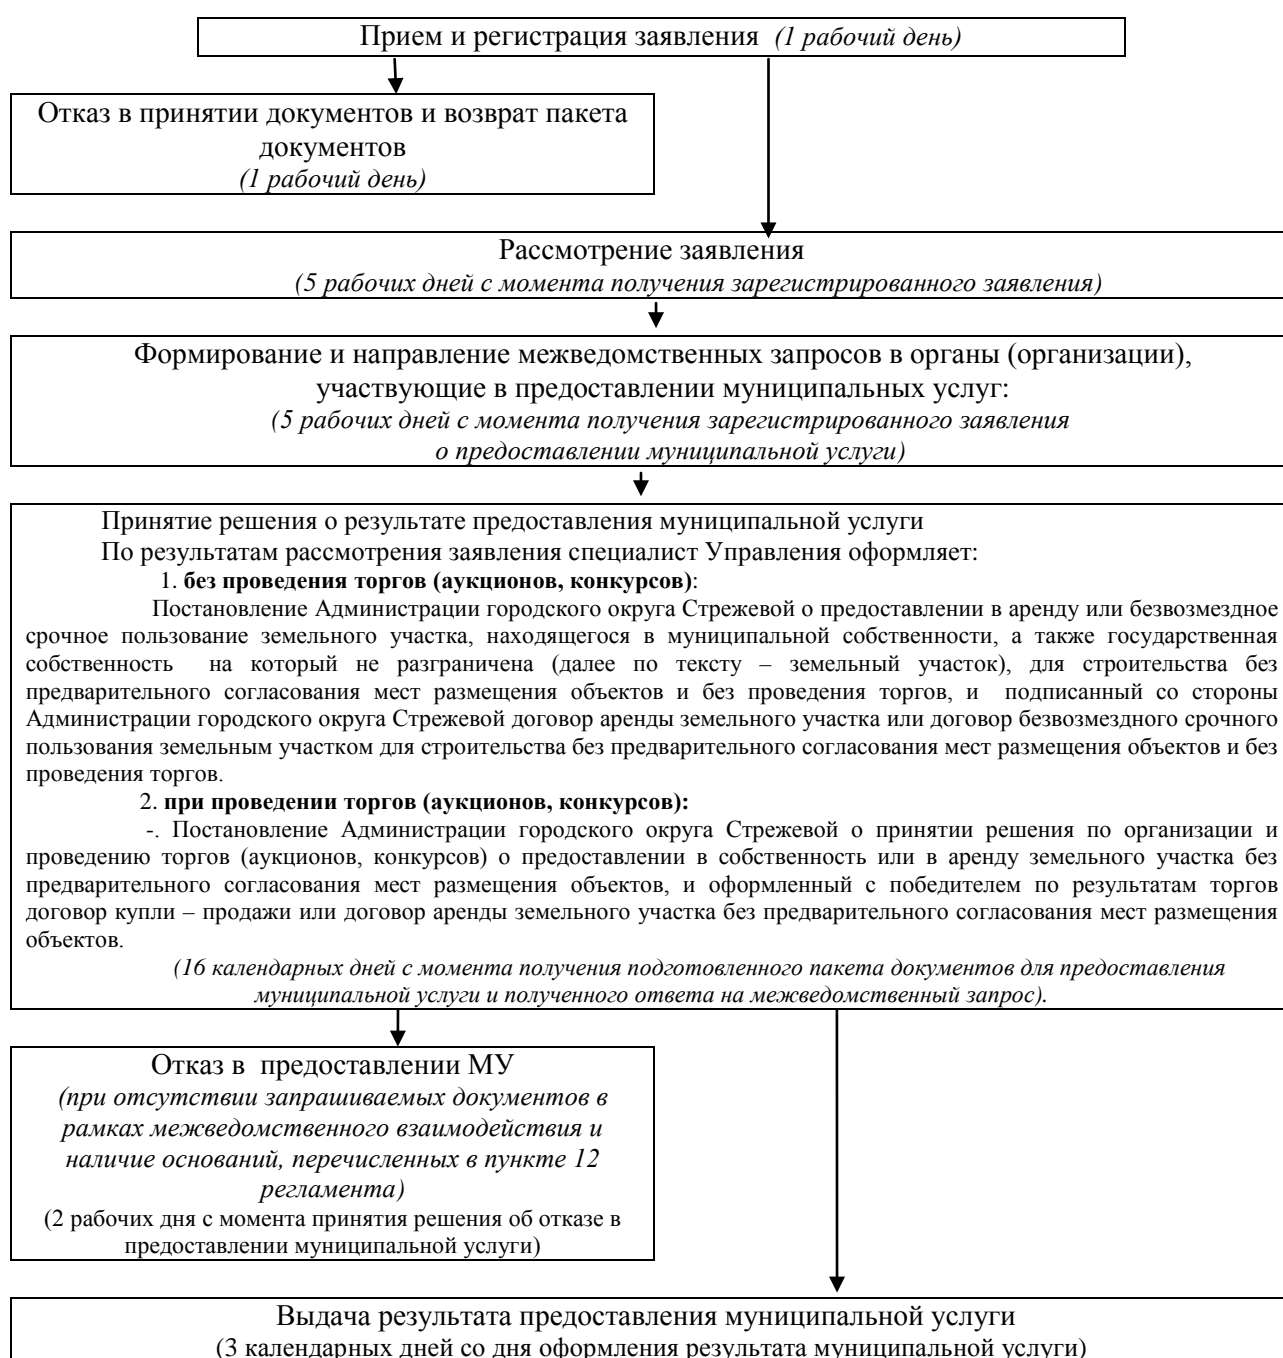 Прием и регистрация заявления (1 рабочий день)
Отказ в принятии документов и возврат пакета
документов
(1 рабочий день)
Рассмотрение заявления
(5 рабочих дней с момента получения зарегистрированного заявления)
Формирование и направление межведомственных запросов в органы (организации),
участвующие в предоставлении муниципальных услуг:
(5 рабочих дней с момента получения зарегистрированного заявления
о предоставлении муниципальной услуги)
Принятие решения о результате предоставления муниципальной услуги
По результатам рассмотрения заявления специалист Управления оформляет:
1. без проведения торгов (аукционов, конкурсов):
Постановление Администрации городского округа Стрежевой о предоставлении в аренду или безвозмездное
срочное пользование земельного участка, находящегося в муниципальной собственности, а также государственная
собственность на который не разграничена (далее по тексту – земельный участок), для строительства без
предварительного согласования мест размещения объектов и без проведения торгов, и подписанный со стороны
Администрации городского округа Стрежевой договор аренды земельного участка или договор безвозмездного срочного
пользования земельным участком для строительства без предварительного согласования мест размещения объектов и без
проведения торгов.
2. при проведении торгов (аукционов, конкурсов):
-. Постановление Администрации городского округа Стрежевой о принятии решения по организации и
проведению торгов (аукционов, конкурсов) о предоставлении в собственность или в аренду земельного участка без
предварительного согласования мест размещения объектов, и оформленный с победителем по результатам торгов
договор купли – продажи или договор аренды земельного участка без предварительного согласования мест размещения
объектов.
(16 календарных дней с момента получения подготовленного пакета документов для предоставления
муниципальной услуги и полученного ответа на межведомственный запрос).
Отказ в предоставлении МУ
(при отсутствии запрашиваемых документов в
рамках межведомственного взаимодействия и
наличие оснований, перечисленных в пункте 12
регламента)
(2 рабочих дня с момента принятия решения об отказе в
предоставлении муниципальной услуги)
Выдача результата предоставления муниципальной услуги
(3 календарных дней со дня оформления результата муниципальной услуги)